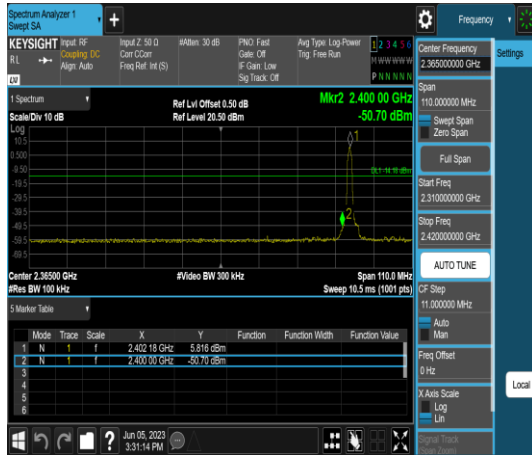 Spectrum Analyzer 1
Swept SA
+
Frequency
KEYSIGHT Input: RF Input Z: 50 Ω #Atten: 30 dB PNO: Fast Avg Type: Log-Power 1 2 3 4 5 6
RL Coupling: DC Corr CCorr Gate: Off Trig: Free Run M W W W W W
Align: Auto Freq Ref: Int (S) IF Gain: Low
Sig Track: Off P N N N N N
LXI
1 Spectrum
Ref Lvl Offset 0.50 dB Mkr2 2.400 00 GHz
Scale/Div 10 dB Ref Level 20.50 dBm -50.70 dBm
Log
10.5
0.500
-9.50
DL1 -14.18 dBm
-19.5
-29.5
-39.5
-49.5
-59.5
-69.5
1
2
Center 2.36500 GHz #Video BW 300 kHz Span 110.0 MHz
#Res BW 100 kHz Sweep 10.5 ms (1001 pts)
5 Marker Table
Mode Trace Scale X Y Function Function Width Function Value
1 N 1 f 2.402 18 GHz 5.816 dBm
2 N 1 f 2.400 00 GHz -50.70 dBm
3
4
5
6
Jun 05, 2023
3:31:14 PM
?
Center Frequency
2.365000000 GHz
Settings
Span
110.000000 MHz
Swept Span
Zero Span
Full Span
Start Freq
2.310000000 GHz
Stop Freq
2.420000000 GHz
AUTO TUNE
CF Step
11.000000 MHz
Auto
Man
Freq Offset
0 Hz
X Axis Scale
Log
Lin
Signal Track
(Span Zoom)
Local